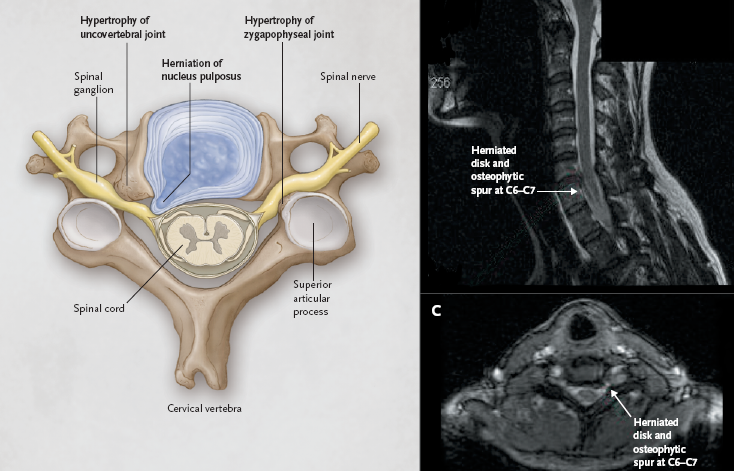 Hypertrophy of
uncovertebral joint
Hypertrophy of
zygapophyseal joint
Herniation of
nucleus pulposus
Spinal
ganglion
Spinal nerve
Spinal cord
Superior
articular
process
Cervical vertebra
256
Herniated
disk and
osteophytic
spur at C6–C7
C
Herniated
disk and
osteophytic
spur at C6–C7